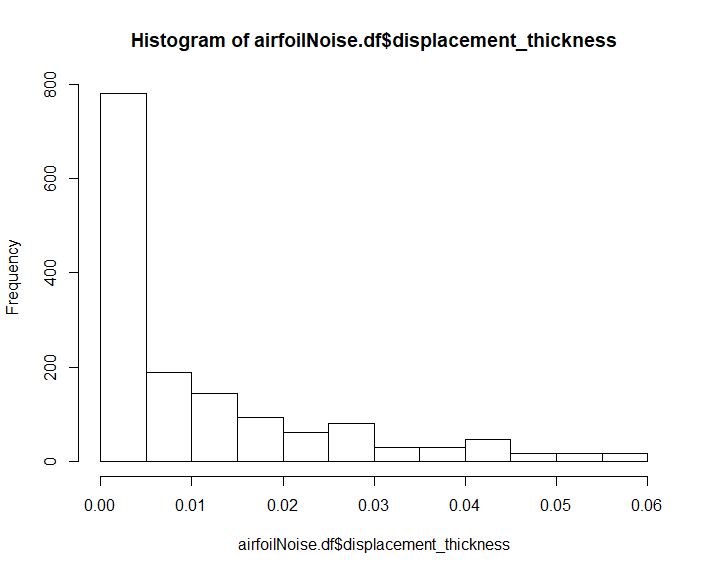 Histogram of airfoilNoise.df$displacement_thickness
Frequency
800
600
400
200
0
0.00 0.01 0.02 0.03 0.04 0.05 0.06
airfoilNoise.df$displacement_thickness